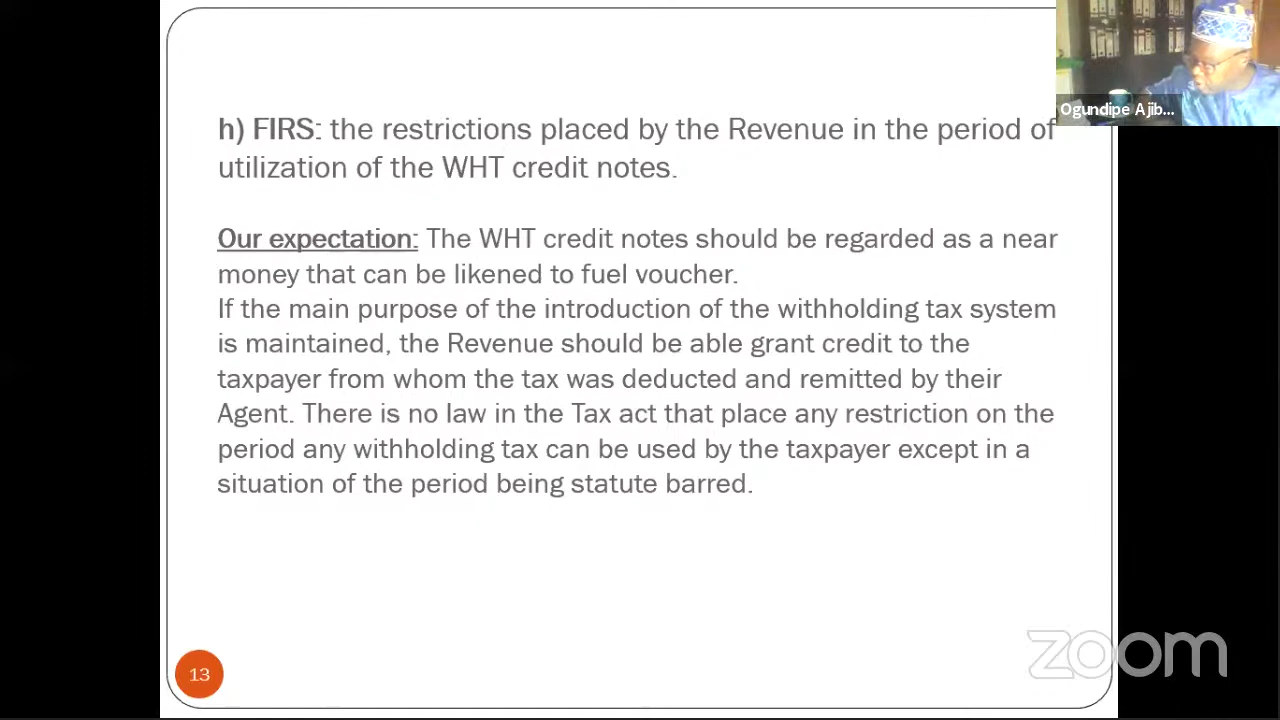 h) FIRS: the restrictions placed by the Revenue in the period of
utilization of the WHT credit notes.
Our expectation: The WHT credit notes should be regarded as a near
money that can be likened to fuel voucher.
If the main purpose of the introduction of the withholding tax system
is maintained, the Revenue should be able grant credit to the
taxpayer from whom the tax was deducted and remitted by their
Agent. There is no law in the Tax act that place any restriction on the
period any withholding tax can be used by the taxpayer except in a
situation of the period being statute barred.
13
Ogundipe Ajib...
zoom